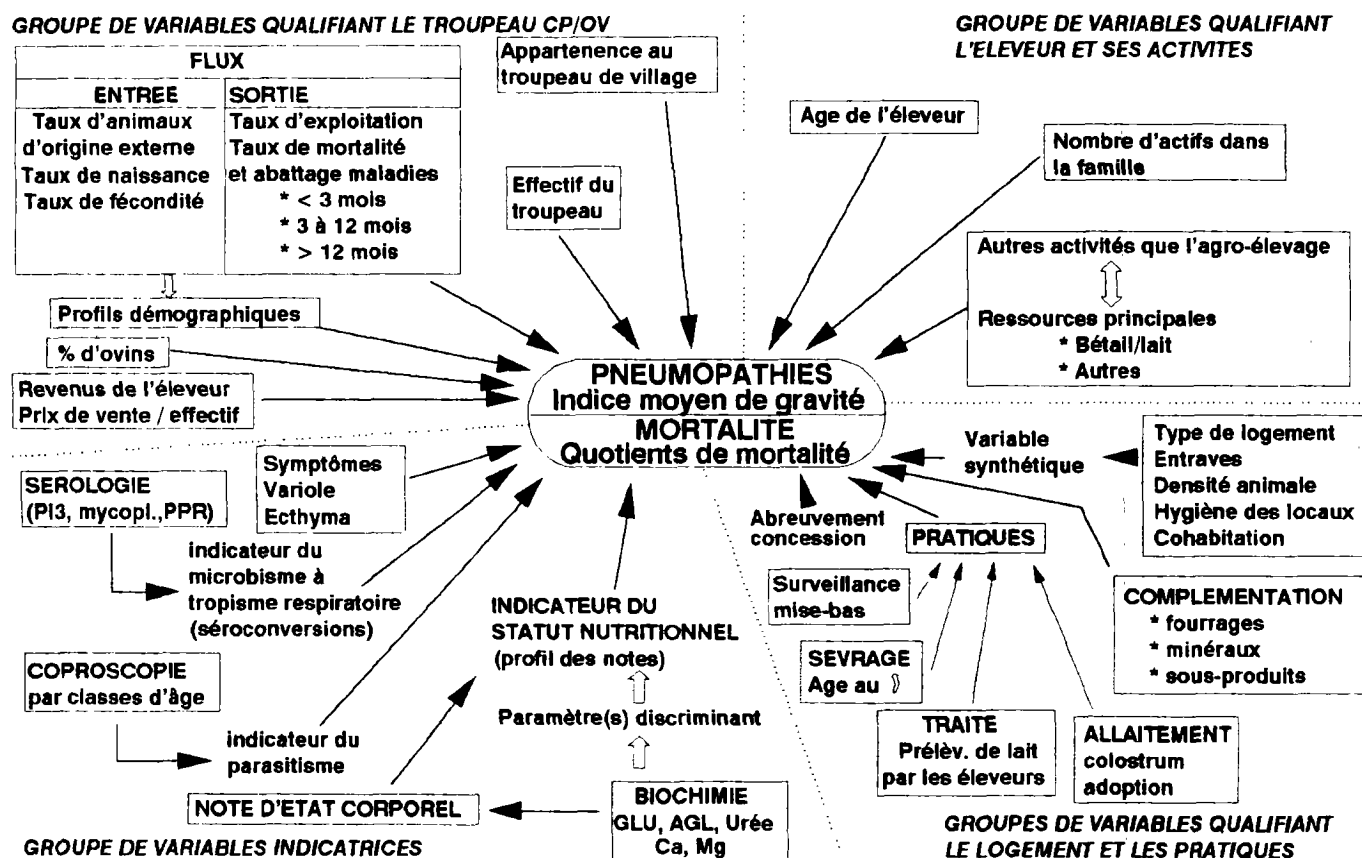 GROUPE DE VARIABLES QUALIFIANT LE TROUPEAU CP/OV
FLUX
ENTREE
Taux d'animaux
d'origine externe
Taux de naissance
Taux de fécondité
SORTIE
Taux d'exploitation
Taux de mortalité
et abattage maladies
* < 3 mois
* 3 à 12 mois
* > 12 mois
Appartenence au
troupeau de village
Effectif du
troupeau
Profils démographiques
% d'ovins
Revenus de l'éleveur
Prix de vente / effectif
GROUPE DE VARIABLES QUALIFIANT
L'ELEVEUR ET SES ACTIVITES
Age de l'éleveur
Nombre d'actifs dans
la famille
Autres activités que l'agro-élevage
Ressources principales
* Bétail/lait
* Autres
PNEUMOPATHIES
Indice moyen de gravité
MORTALITE
Quotients de mortalité
Symptômes
Variole
Ecthyma
SEROLOGIE
(PI3, mycopl.,PPR)
indicateur du
microbisme à
tropisme respiratoire
(séroconversions)
COPROSCOPIE
par classes d'âge
indicateur du
parasitisme
INDICATEUR DU
STATUT NUTRITIONNEL
(profil des notes)
Paramètre(s) discriminant
NOTE D'ETAT CORPOREL
BIOCHIMIE
GLU, AGL, Urée
Ca, Mg
GROUPE DE VARIABLES INDICATRICES
Variable
synthétique
Type de logement
Entraves
Densité animale
Hygiène des locaux
Cohabitation
Abreuvement
concession
PRATIQUES
Surveillance
mise-bas
SEVRAGE
Age au
TRAITE
Prélèv. de lait
par les éleveurs
ALLAITEMENT
colostrum
adoption
COMPLEMENTATION
* fourrages
* minéraux
* sous-produits
GROUPES DE VARIABLES QUALIFIANT
LE LOGEMENT ET LES PRATIQUES